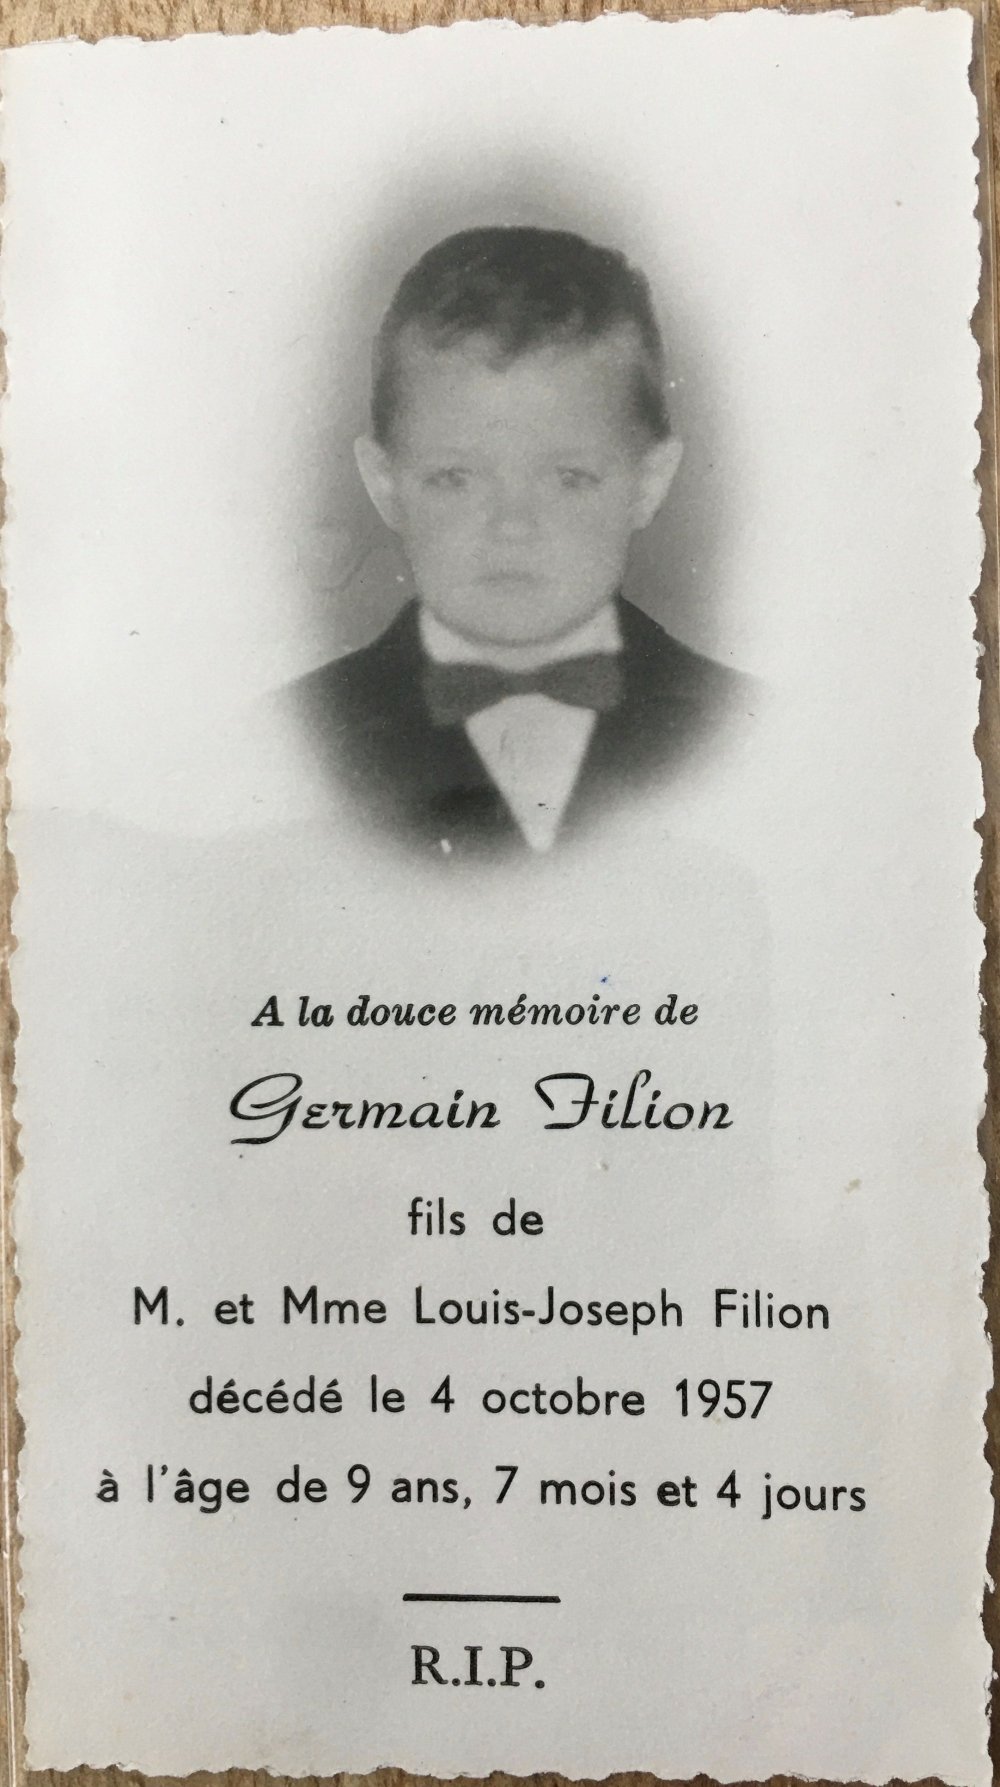 A la douce mémoire de
Germain Filion
fils de
M. et Mme Louis-Joseph Filion
décédé le 4 octobre 1957
à l'âge de 9 ans, 7 mois et 4 jours
R.I.P.